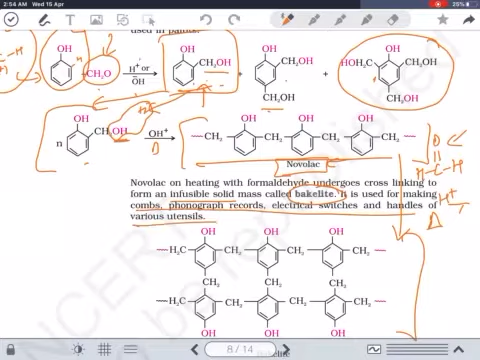 2:54 AM Wed 15 Apr
25%
used in paints.
OH
OH
OH
OH
n
CH₂O
H⁺ or
ŌH
CH₂OH
CH₂OH
HOH₂C
CH₂OH
CH₂OH
CH₂OH
OH
n
CH₂OH
OH⁺
Δ
CH₂
OH
CH₂
OH
CH₂
OH
CH₂
Novolac
O
H-C-H
H⁺
Δ
Novolac on heating with formaldehyde undergoes cross linking to
form an infusible solid mass called bakelite. It is used for making
combs, phonograph records, electrical switches and handles of
various utensils.
OH
OH
OH
H₂C
CH₂
CH₂
CH₂
CH₂
CH₂
CH₂
H₂C
CH₂
CH₂
CH₂
OH
OH
OH
8 / 14